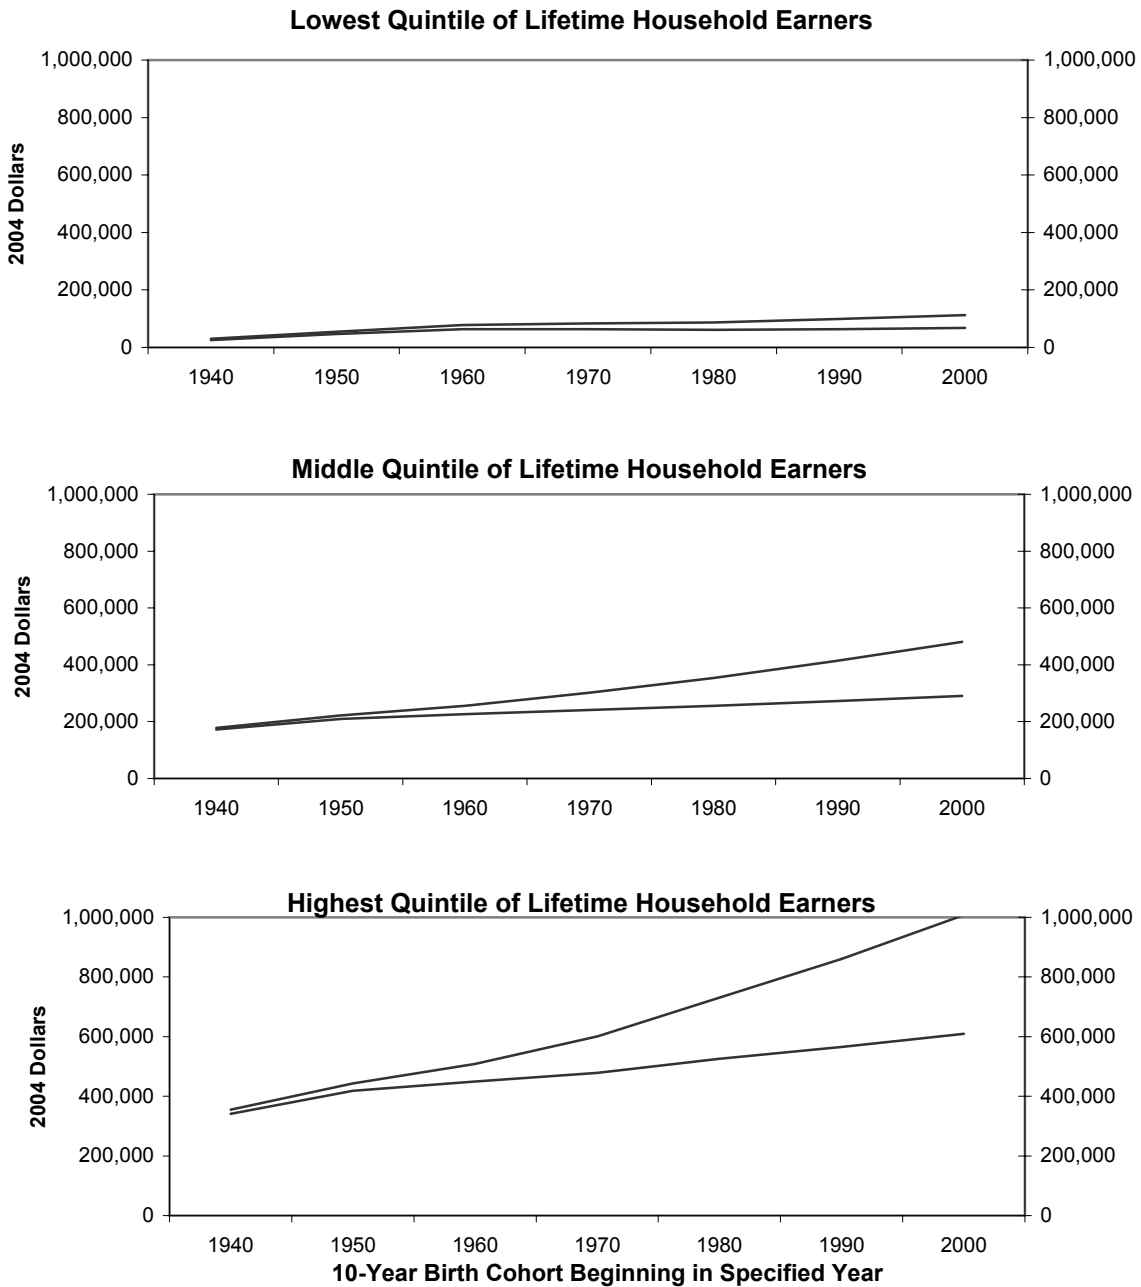 Lowest Quintile of Lifetime Household Earners
1,000,000 1,000,000
800,000 800,000
600,000 600,000
400,000 400,000
200,000 200,000
0 0
2004 Dollars
1940 1950 1960 1970 1980 1990 2000
Middle Quintile of Lifetime Household Earners
1,000,000 1,000,000
800,000 800,000
600,000 600,000
400,000 400,000
200,000 200,000
0 0
2004 Dollars
1940 1950 1960 1970 1980 1990 2000
Highest Quintile of Lifetime Household Earners
1,000,000 1,000,000
800,000 800,000
600,000 600,000
400,000 400,000
200,000 200,000
0 0
2004 Dollars
1940 1950 1960 1970 1980 1990 2000
10-Year Birth Cohort Beginning in Specified Year